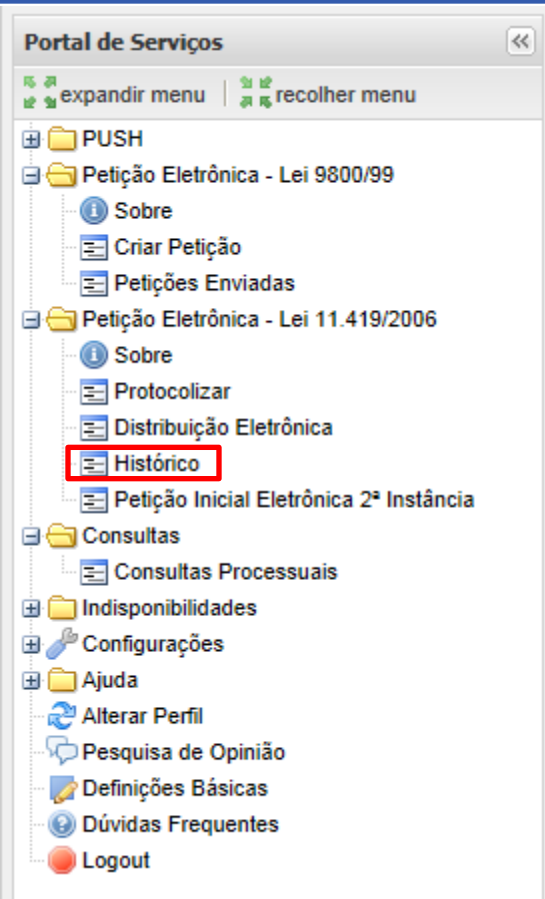 Portal de Serviços
expandir menu recolher menu
PUSH
Petição Eletrônica - Lei 9800/99
Sobre
Criar Petição
Petições Enviadas
Petição Eletrônica - Lei 11.419/2006
Sobre
Protocolizar
Distribuição Eletrônica
Histórico
Petição Inicial Eletrônica 2ª Instância
Consultas
Consultas Processuais
Indisponibilidades
Configurações
Ajuda
Alterar Perfil
Pesquisa de Opinião
Definições Básicas
Dúvidas Frequentes
Logout